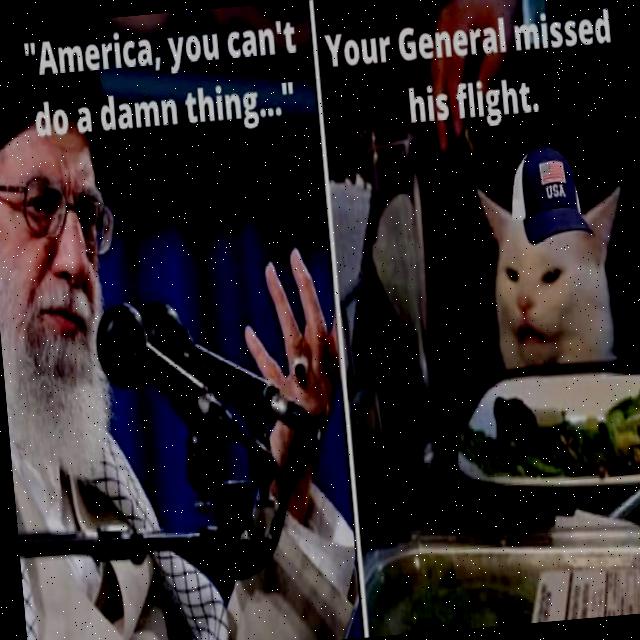 "America, you can't
do a damn thing..."
Your General missed
his flight.
USA